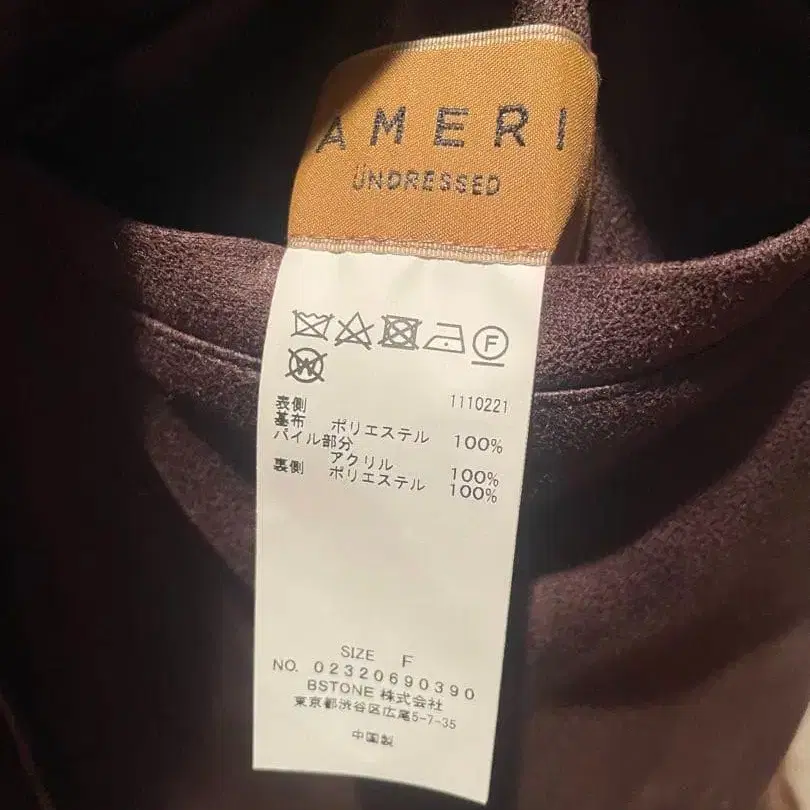 AMERI
ÜNDRESSED
F
W
1110221
表側
基布 ポリエステル 100%
パイル部分
アクリル 100%
裏側 ポリエステル 100%
SIZE F
NO. 02320690390
BSTONE 株式会社
東京都渋谷区広尾5-7-35
中国製